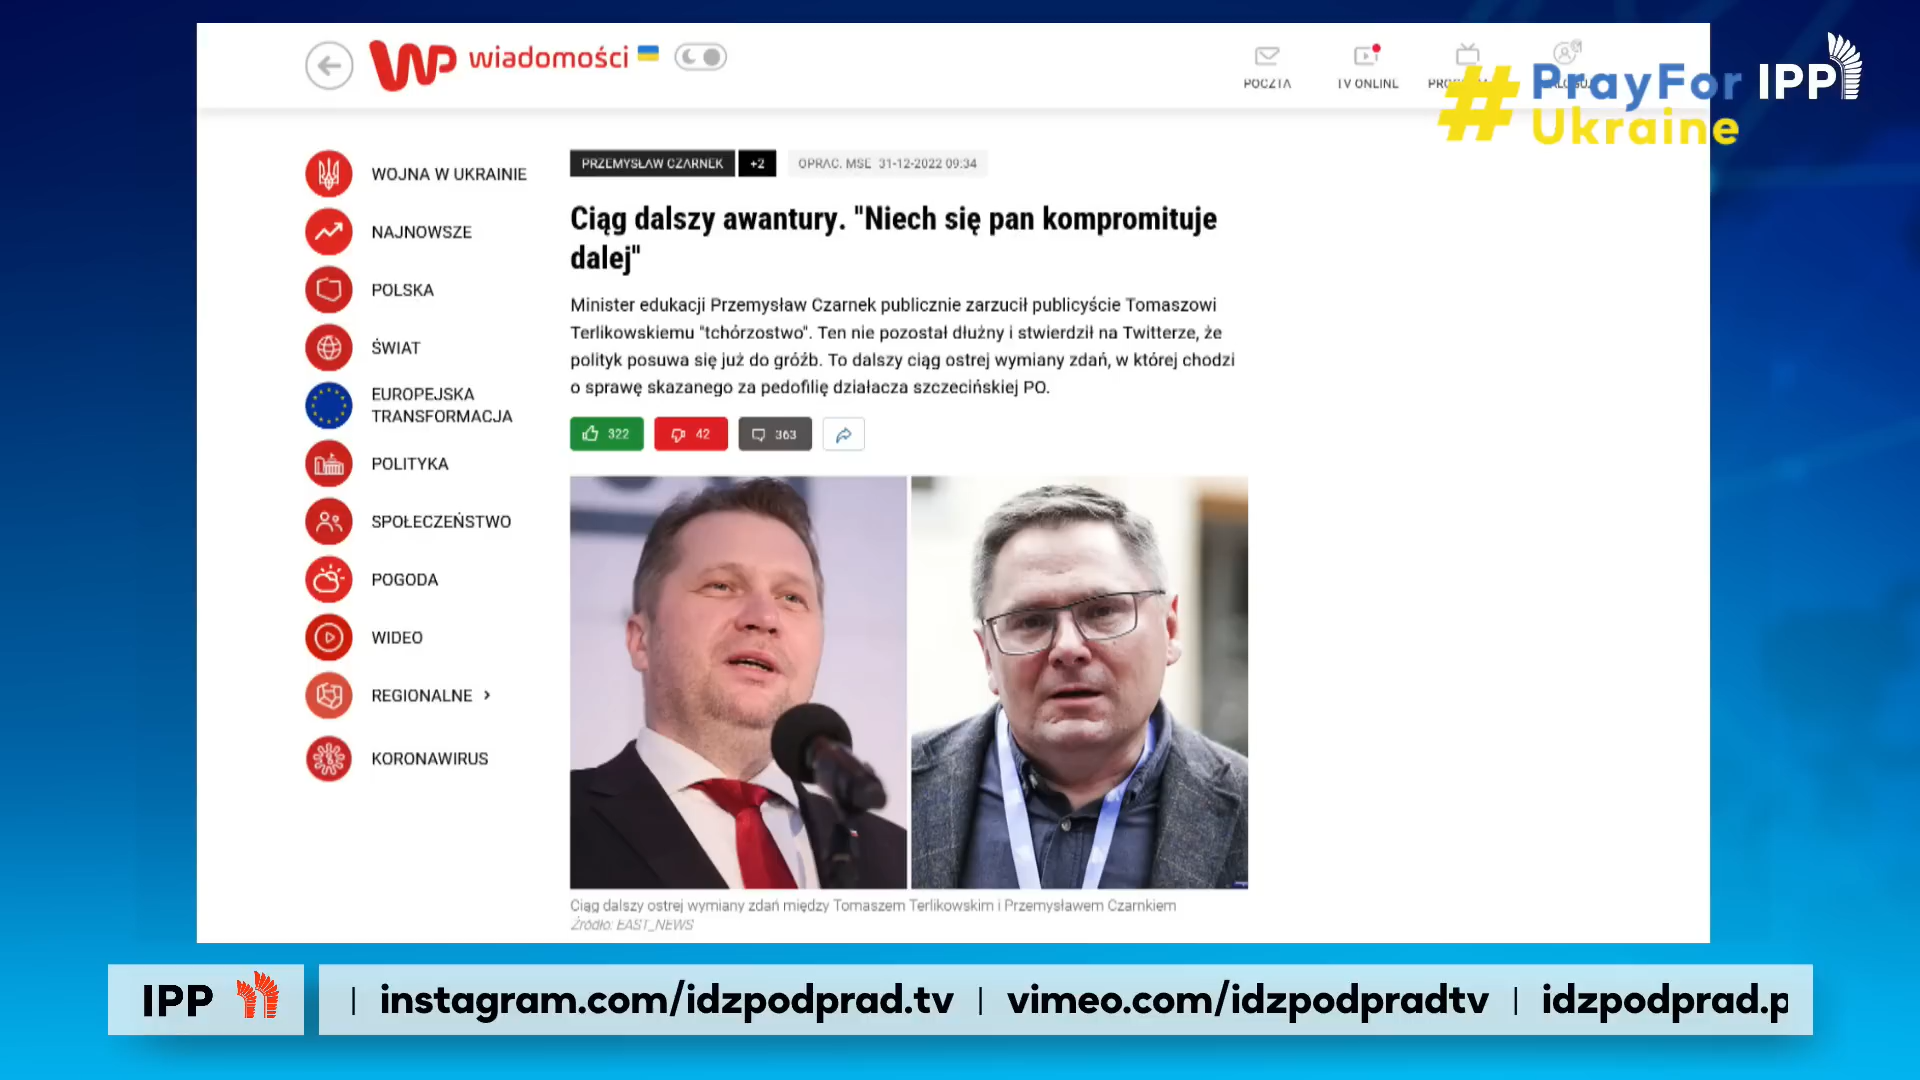 wp wiadomości
POCZTA
TV ONLINE
#PrayFor
Ukraine
IPP
PRZEMYSŁAW CZARNEK +2 OPRAC. MSE 31-12-2022 09:34
Ciąg dalszy awantury. "Niech się pan kompromituje
dalej"
Minister edukacji Przemysław Czarnek publicznie zarzucił publicyście Tomaszowi
Terlikowskiemu "tchórzostwo". Ten nie pozostał dłużny i stwierdził na Twitterze, że
polityk posuwa się już do gróźb. To dalszy ciąg ostrej wymiany zdań, w której chodzi
o sprawę skazanego za pedofilię działacza szczecińskiej PO.
322 42 363
WOJNA W UKRAINIE
NAJNOWSZE
POLSKA
ŚWIAT
EUROPEJSKA
TRANSFORMACJA
POLITYKA
SPOŁECZEŃSTWO
POGODA
WIDEO
REGIONALNE
KORONAWIRUS
Ciąg dalszy ostrej wymiany zdań między Tomaszem Terlikowskim i Przemysławem Czarnkiem
Źródło: EAST_NEWS
IPP
| instagram.com/idzpodprad.tv | vimeo.com/idzpodpradtv | idzpodprad.p